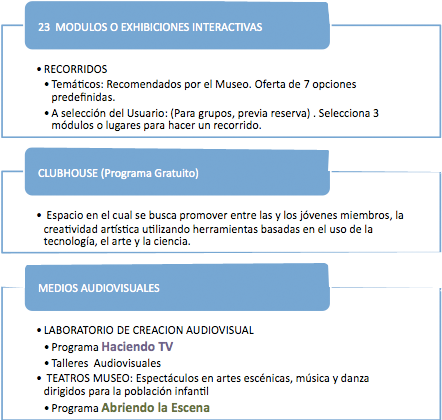 23  MODULOS O EXHIBICIONES INTERACTIVAS
• RECORRIDOS
• Temáticos: Recomendados por el Museo. Oferta de 7 opciones
predefinidas.
• A selección del Usuario: (Para grupos, previa reserva) . Selecciona 3
módulos o lugares para hacer un recorrido.
CLUBHOUSE (Programa Gratuito)
• Espacio en el cual se busca promover entre las y los jóvenes miembros, la
creatividad artística utilizando herramientas basadas en el uso de la
tecnología, el arte y la ciencia.
MEDIOS AUDIOVISUALES
• LABORATORIO DE CREACION AUDIOVISUAL
• Programa Haciendo TV
• Talleres  Audiovisuales
• TEATROS MUSEO: Espectáculos en artes escénicas, música y danza
dirigidos para la población infantil
• Programa Abriendo la Escena